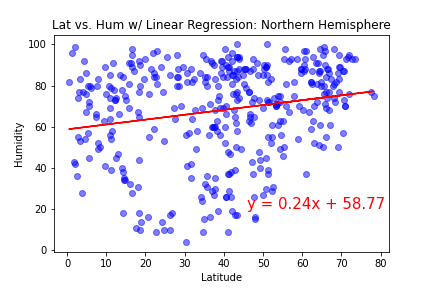 Lat vs. Hum w/ Linear Regression: Northern Hemisphere
100
80
60
40
20
0
Humidity
y = 0.24x + 58.77
0 10 20 30 40 50 60 70 80
Latitude